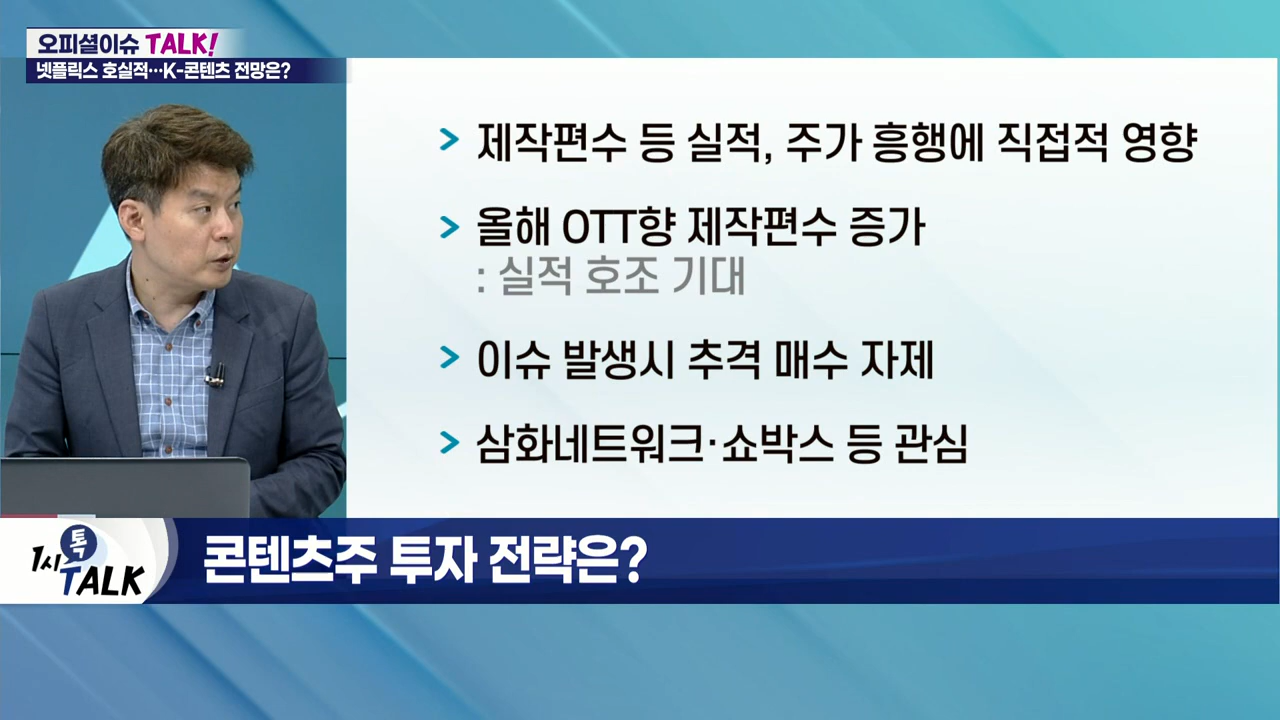 오피셜이슈 TALK!
넷플릭스 호실적…K-콘텐츠 전망은?
> 제작편수 등 실적, 주가 흥행에 직접적 영향
> 올해 OTT향 제작편수 증가
: 실적 호조 기대
> 이슈 발생시 추격 매수 자제
> 삼화네트워크·쇼박스 등 관심
1시 톡 TALK
콘텐츠주 투자 전략은?